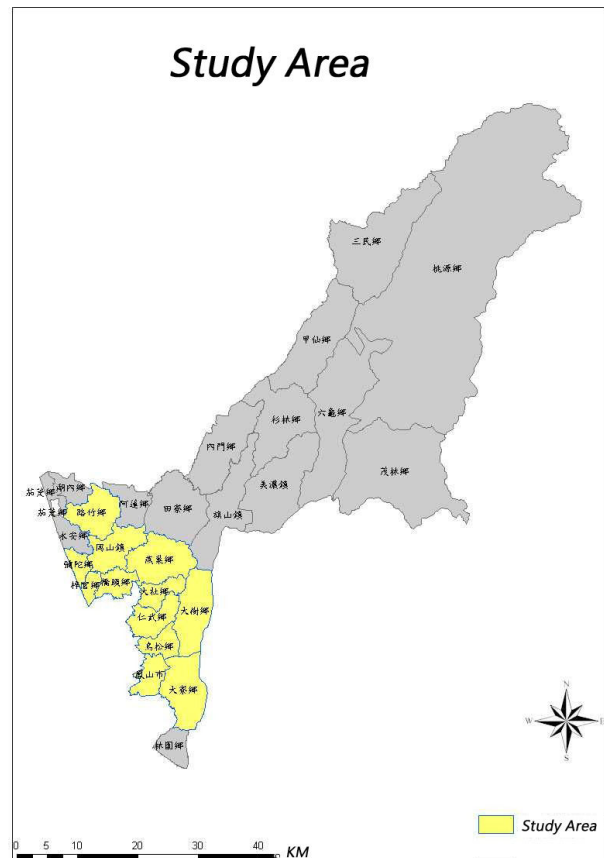 Study Area
三民鄉
桃源鄉
甲仙鄉
六龜鄉
杉林鄉
內門鄉
美濃鎮
茂林鄉
茄萣鄉
湖內鄉
茄萣鄉
路竹鄉
阿蓮鄉
田寮鄉
旗山鎮
永安鄉
岡山鎮
彌陀鄉
燕巢鄉
梓官鄉
橋頭鄉
大社鄉
大樹鄉
仁武鄉
鳥松鄉
鳳山市
大寮鄉
林園鄉
N
W
E
S
Study Area
0 5 10 20 30 40
KM